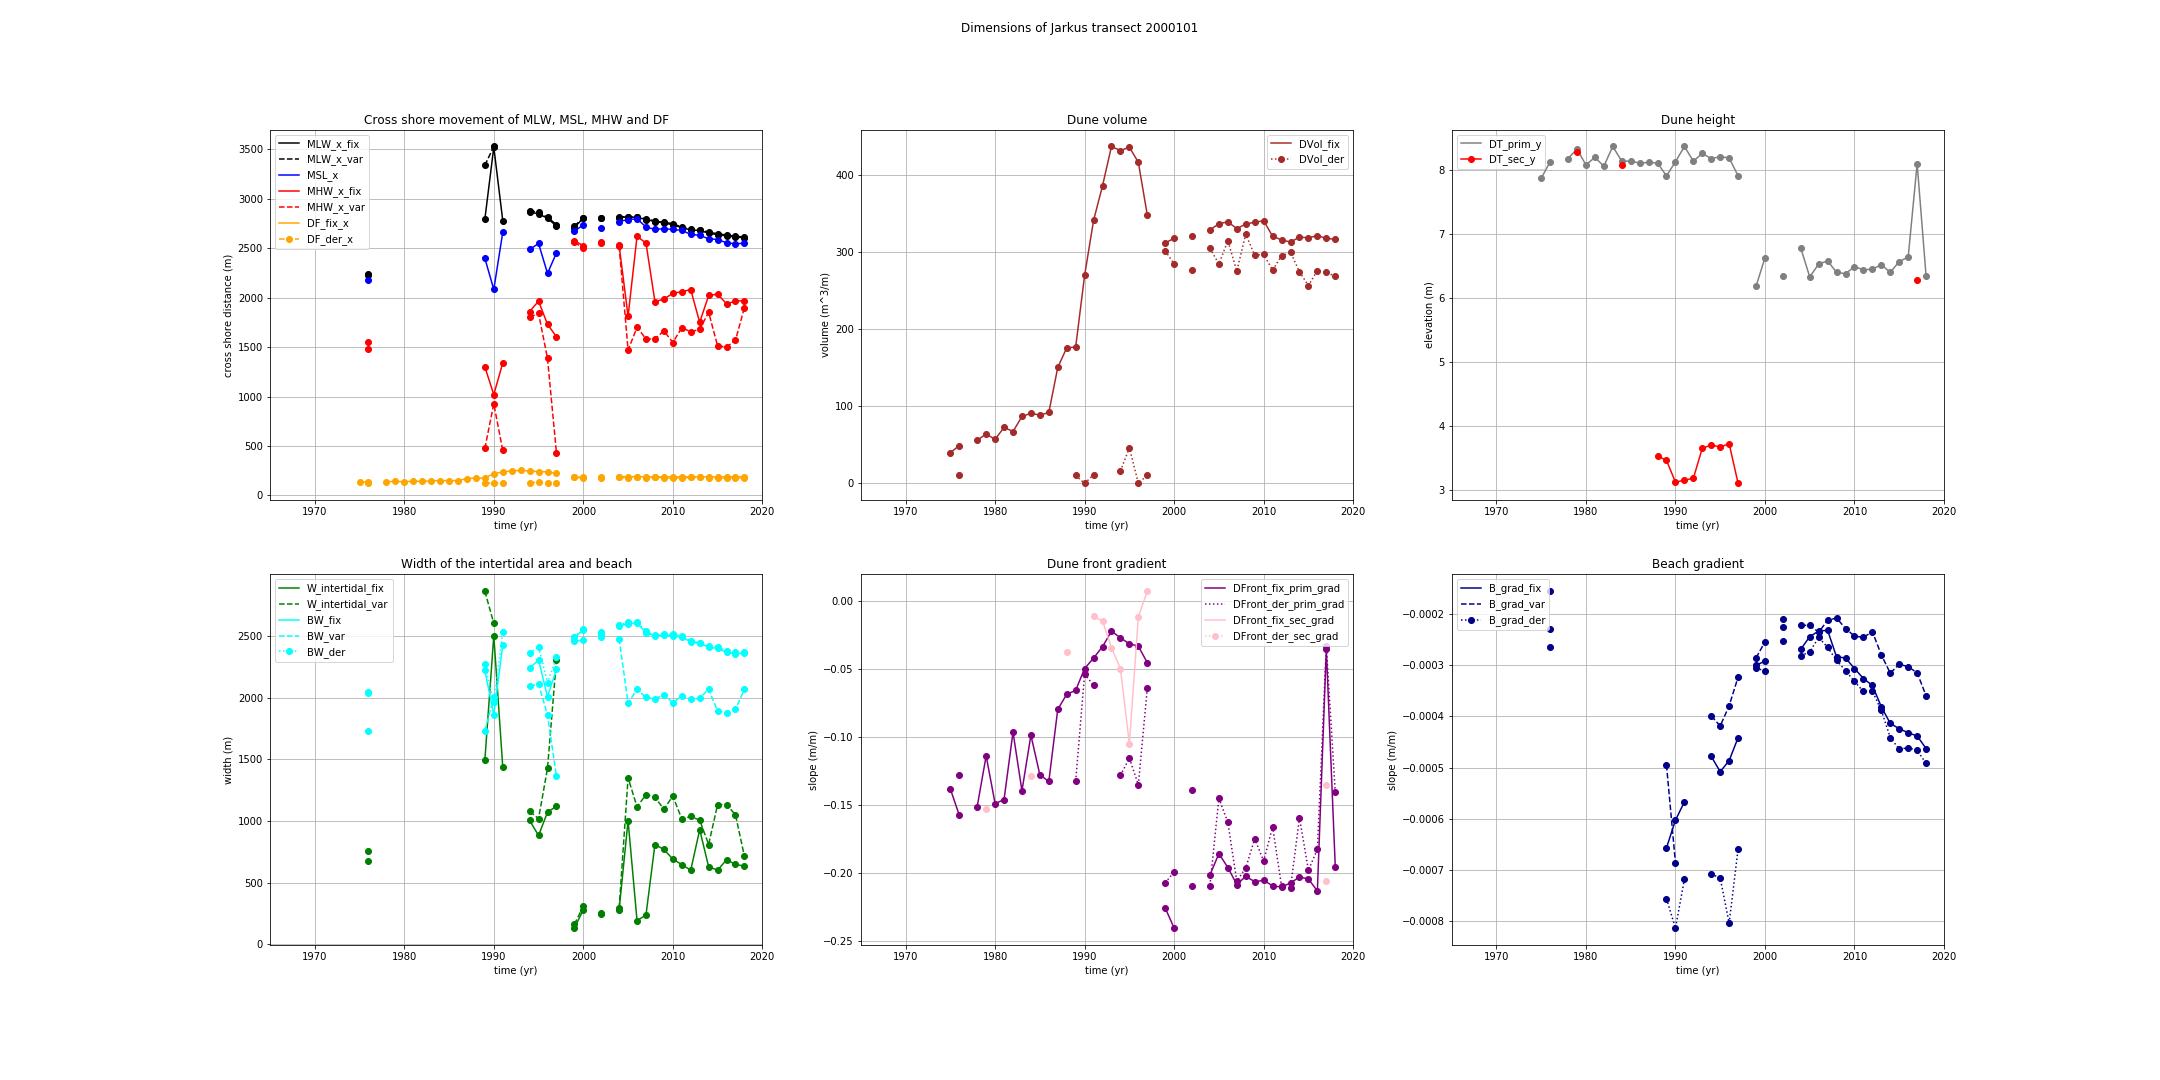 Dimensions of Jarkus transect 2000101
Cross shore movement of MLW, MSL, MHW and DF
MLW_x_fix
MLW_x_var
MSL_x
MHW_x_fix
MHW_x_var
DF_fix_x
DF_der_x
cross shore distance (m)
3500
3000
2500
2000
1500
1000
500
0
1970 1980 1990 2000 2010 2020
time (yr)
Dune volume
DVol_fix
DVol_der
volume (m^3/m)
400
300
200
100
0
1970 1980 1990 2000 2010 2020
time (yr)
Dune height
DT_prim_y
DT_sec_y
elevation (m)
8
7
6
5
4
3
1970 1980 1990 2000 2010 2020
time (yr)
Width of the intertidal area and beach
W_intertidal_fix
W_intertidal_var
BW_fix
BW_var
BW_der
width (m)
2500
2000
1500
1000
500
0
1970 1980 1990 2000 2010 2020
time (yr)
Dune front gradient
DFront_fix_prim_grad
DFront_der_prim_grad
DFront_fix_sec_grad
DFront_der_sec_grad
slope (m/m)
0.00
−0.05
−0.10
−0.15
−0.20
−0.25
1970 1980 1990 2000 2010 2020
time (yr)
Beach gradient
B_grad_fix
B_grad_var
B_grad_der
slope (m/m)
−0.0002
−0.0003
−0.0004
−0.0005
−0.0006
−0.0007
−0.0008
1970 1980 1990 2000 2010 2020
time (yr)